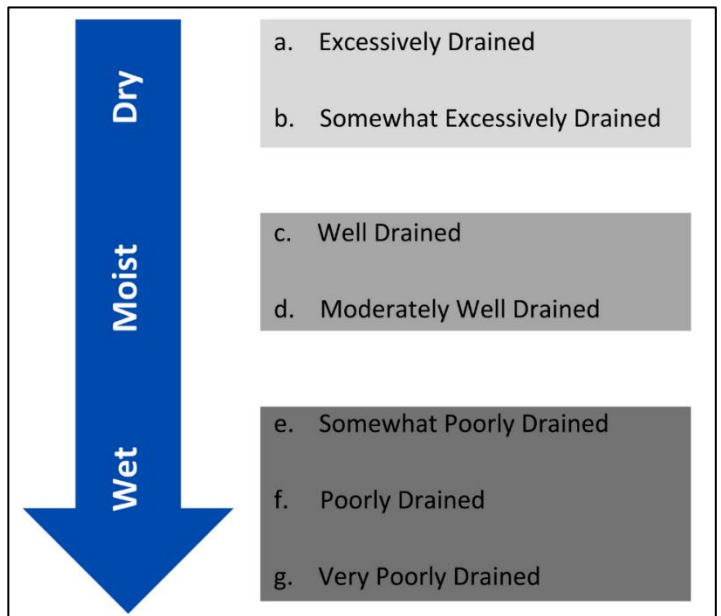 Dry
a. Excessively Drained
b. Somewhat Excessively Drained
Moist
c. Well Drained
d. Moderately Well Drained
Wet
e. Somewhat Poorly Drained
f. Poorly Drained
g. Very Poorly Drained